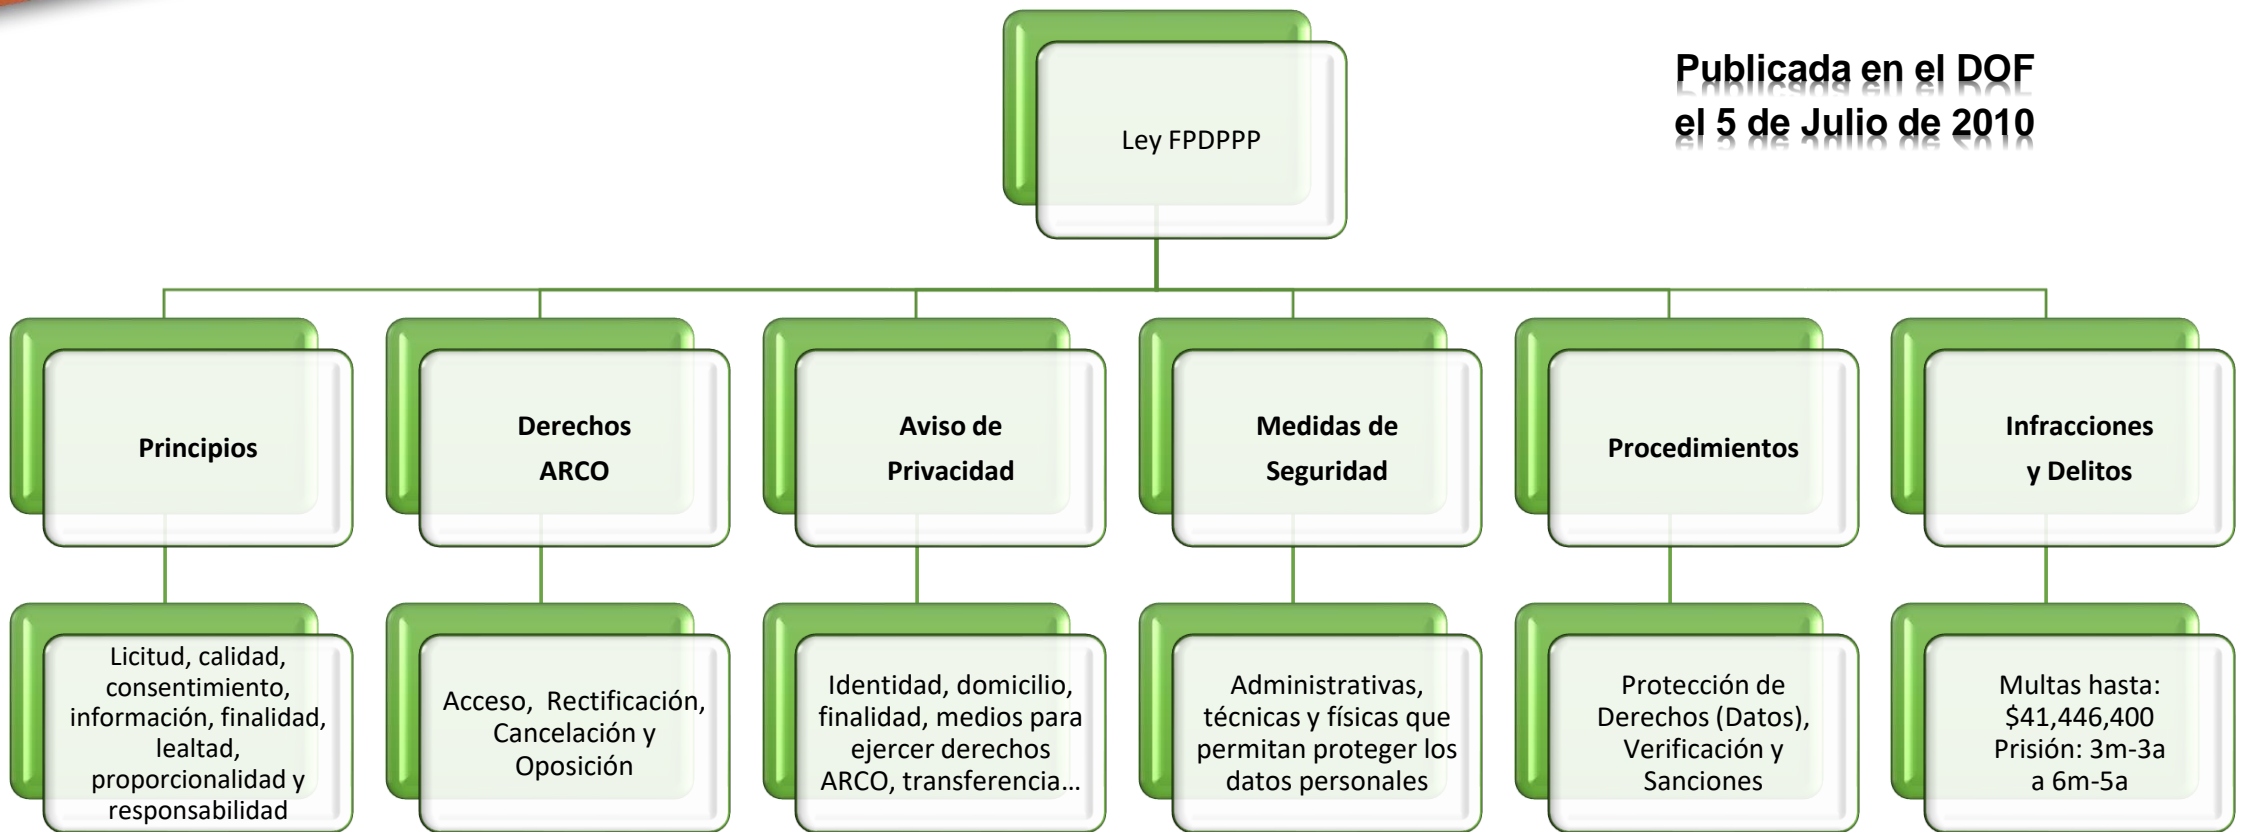 Publicada en el DOF
el 5 de Julio de 2010
Ley FPDPPP
Principios
Derechos
ARCO
Aviso de
Privacidad
Medidas de
Seguridad
Procedimientos
Infracciones
y Delitos
Licitud, calidad,
consentimiento,
información, finalidad,
lealtad,
proporcionalidad y
responsabilidad
Acceso, Rectificación,
Cancelación y
Oposición
Identidad, domicilio,
finalidad, medios para
ejercer derechos
ARCO, transferencia…
Administrativas,
técnicas y físicas que
permitan proteger los
datos personales
Protección de
Derechos (Datos),
Verificación y
Sanciones
Multas hasta:
$41,446,400
Prisión: 3m-3a
a 6m-5a